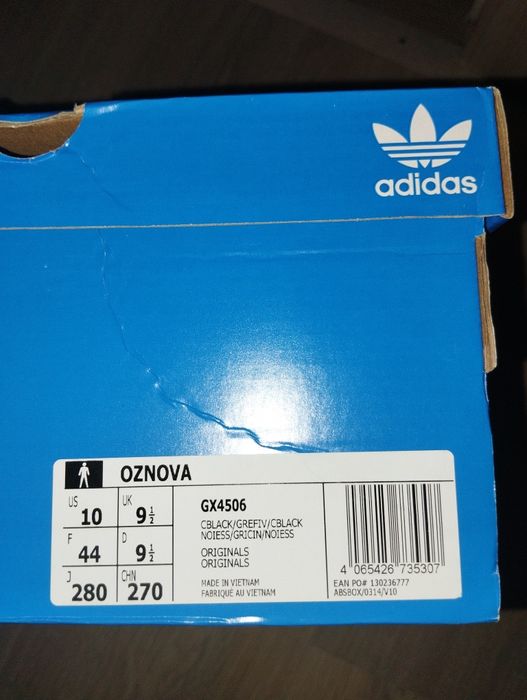 adidas
OZNOVA
US
10
UK
9 1/2
F
44
D
9 1/2
J
280
CHN
270
GX4506
CBLACK/GREFIV/CBLACK
NOIESS/GRICIN/NOIESS
ORIGINALS
ORIGINALS
MADE IN VIETNAM
FABRIQUÉ AU VIETNAM
4 065426 735307
EAN PO# 130236777
ABSBOX/0314/V10